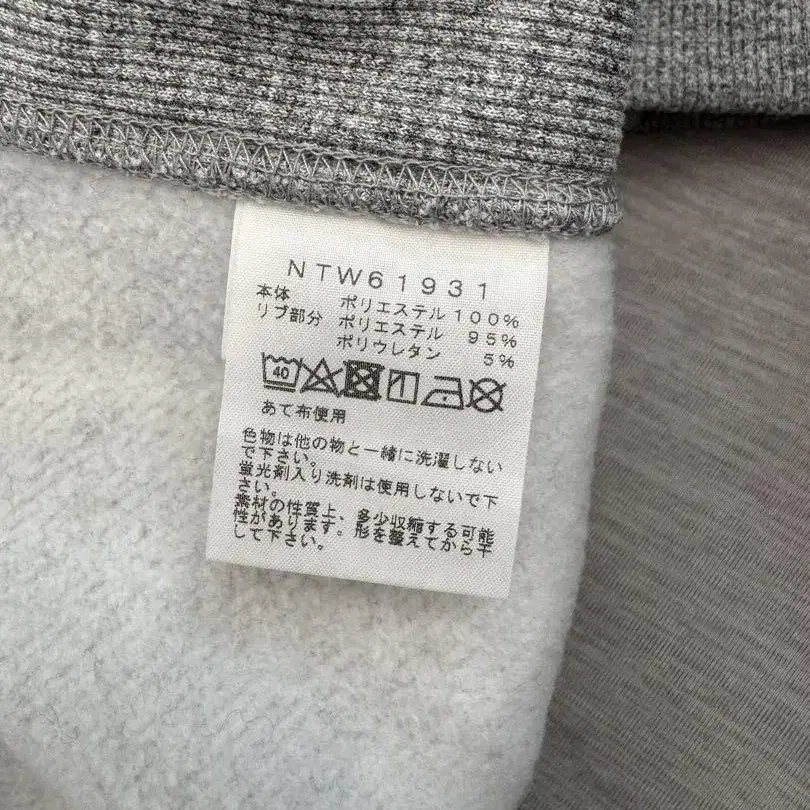 NTW61931
本体 ポリエステル 100%
リブ部分 ポリエステル 95%
ポリウレタン 5%
40
あて布使用
色物は他の物と一緒に洗濯しない
で下さい。
蛍光剤入り洗剤は使用しないで下
さい。
素材の性質上、多少収縮する可能
性があります。形を整えてから干
して下さい。